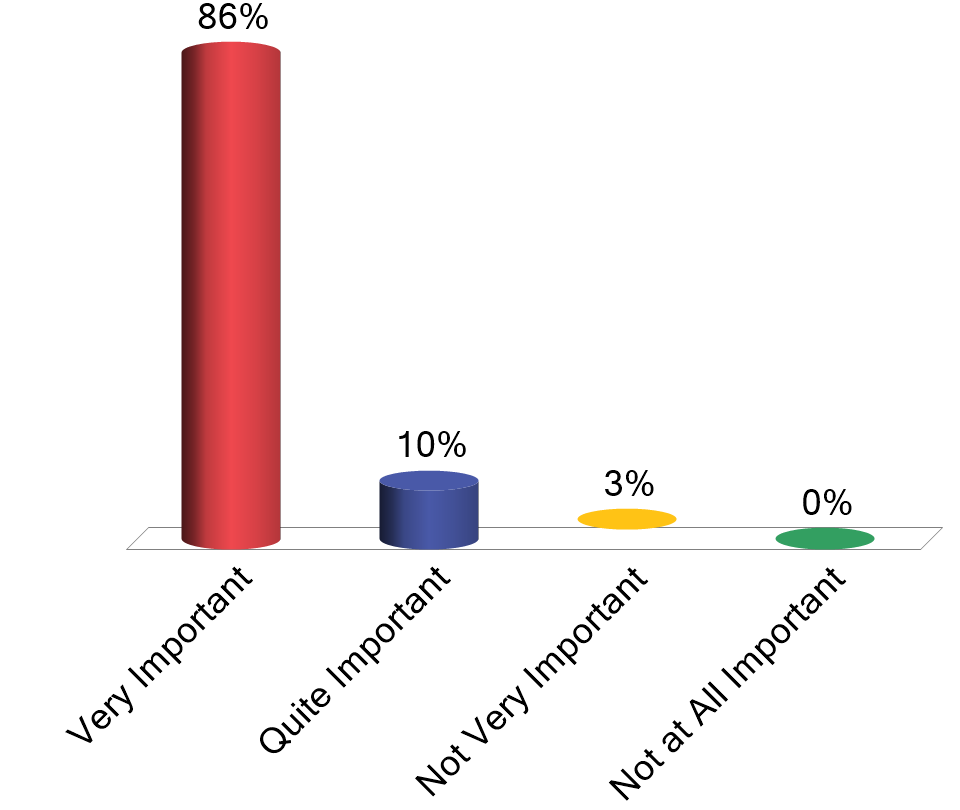 86%
10%
3%
0%
Very Important
Quite Important
Not Very Important
Not at All Important